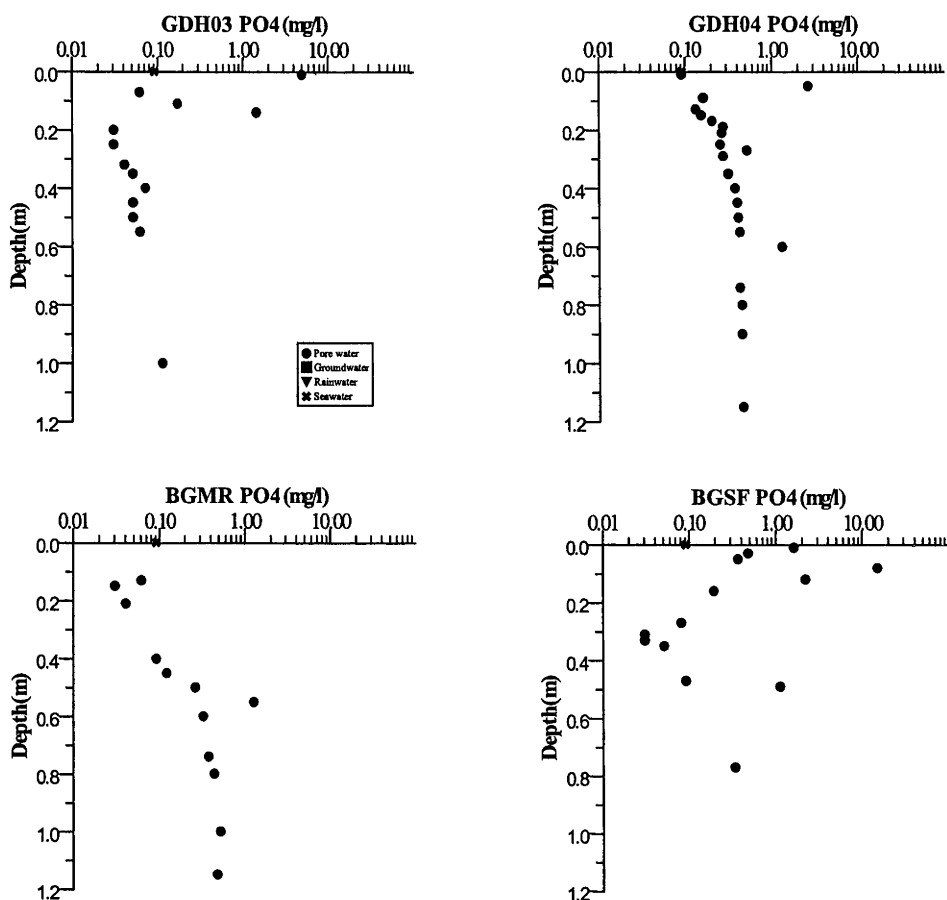 GDH03 PO4 (mg/l)
0.01 0.10 1.00 10.00
0.0
0.2
0.4
0.6
0.8
1.0
1.2
Depth(m)
Pore water
Groundwater
Rainwater
Seawater
GDH04 PO4 (mg/l)
0.01 0.10 1.00 10.00
0.0
0.2
0.4
0.6
0.8
1.0
1.2
Depth(m)
BGMR PO4 (mg/l)
0.01 0.10 1.00 10.00
0.0
0.2
0.4
0.6
0.8
1.0
1.2
Depth(m)
BGSF PO4 (mg/l)
0.01 0.10 1.00 10.00
0.0
0.2
0.4
0.6
0.8
1.0
1.2
Depth(m)